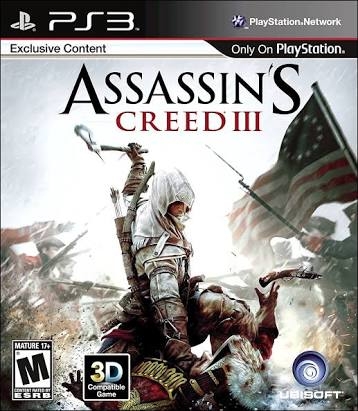 PS3
PlayStation®Network
Exclusive Content
Only On PlayStation®
ASSASSIN'S
CREED III
MATURE 17+
M
CONTENT RATED BY
ESRB
3D
Compatible
Game
UBISOFT